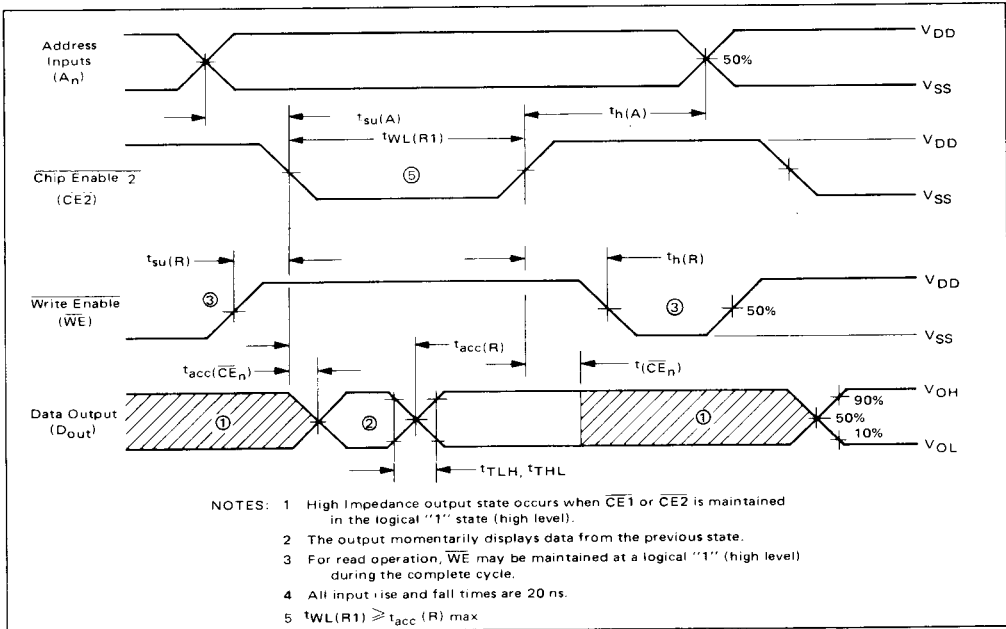 Address
Inputs
(An)
VDD
50%
VSS
tsu(A)
th(A)
tWL(R1)
VDD
Chip Enable 2
(CE2)
⑤
VSS
tsu(R)
th(R)
VDD
Write Enable
(WE)
③
③
50%
VSS
tacc(R)
tacc(CEn)
t(CEn)
VOH
90%
Data Output
(Dout)
①
②
①
50%
10%
VOL
tTLH, tTHL
NOTES: 1 High Impedance output state occurs when CE1 or CE2 is maintained
in the logical "1" state (high level).
2 The output momentarily displays data from the previous state.
3 For read operation, WE may be maintained at a logical "1" (high level)
during the complete cycle.
4 All input rise and fall times are 20 ns.
5 tWL(R1) ⩾ tacc (R) max